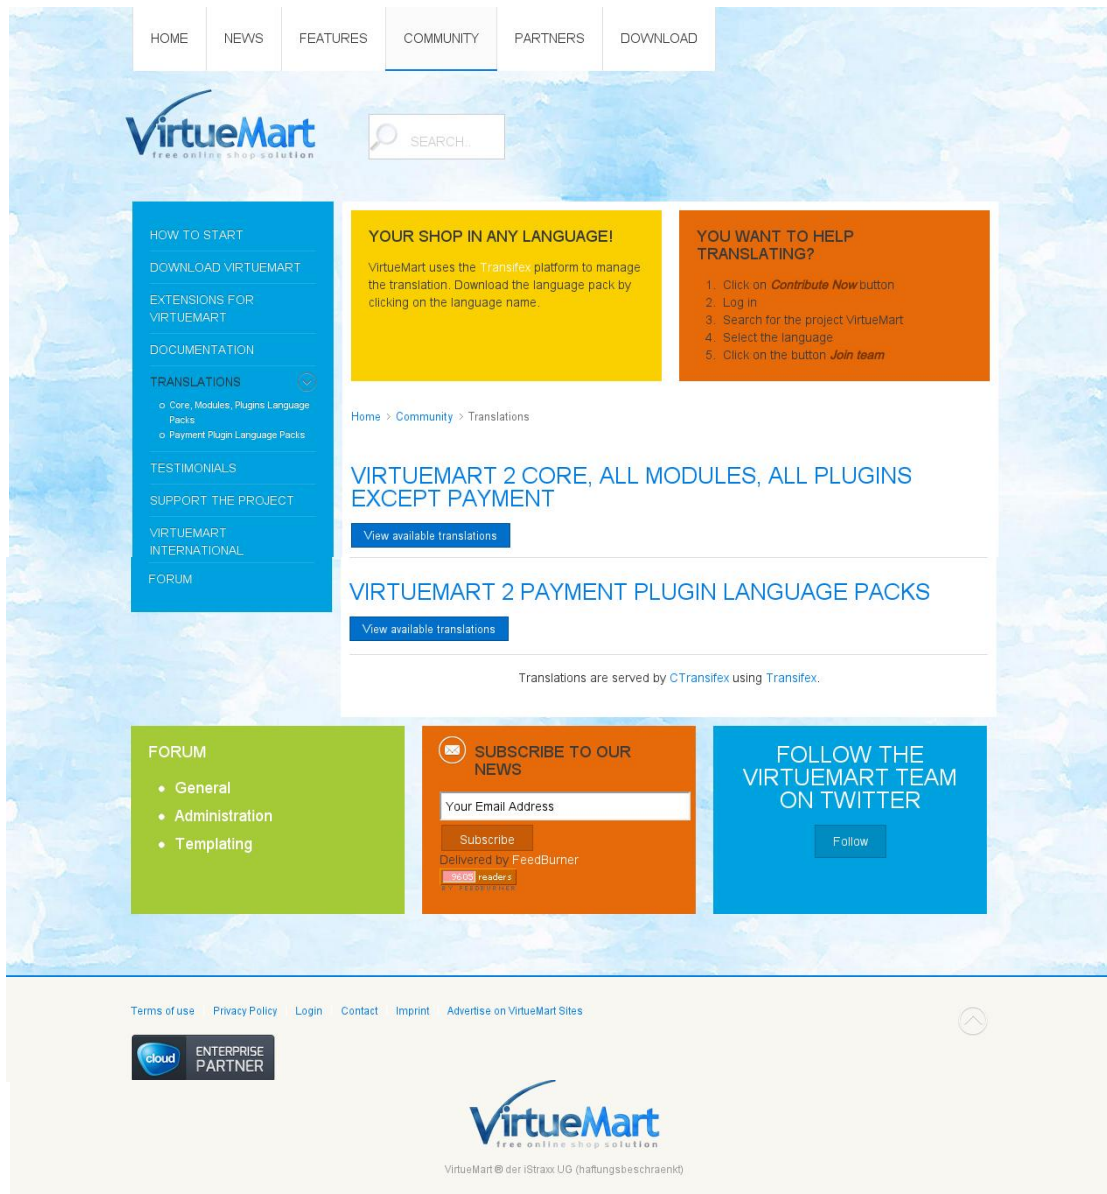 HOME NEWS FEATURES COMMUNITY PARTNERS DOWNLOAD
VirtueMart
free online shop solution
SEARCH..
HOW TO START
DOWNLOAD VIRTUEMART
EXTENSIONS FOR
VIRTUEMART
DOCUMENTATION
TRANSLATIONS
Core, Modules, Plugins Language
Packs
Payment Plugin Language Packs
TESTIMONIALS
SUPPORT THE PROJECT
VIRTUEMART
INTERNATIONAL
FORUM
YOUR SHOP IN ANY LANGUAGE!
VirtueMart uses the Transifex platform to manage
the translation. Download the language pack by
clicking on the language name.
YOU WANT TO HELP
TRANSLATING?
1. Click on Contribute Now button
2. Log in
3. Search for the project VirtueMart
4. Select the language
5. Click on the button Join team
Home > Community > Translations
VIRTUEMART 2 CORE, ALL MODULES, ALL PLUGINS
EXCEPT PAYMENT
View available translations
VIRTUEMART 2 PAYMENT PLUGIN LANGUAGE PACKS
View available translations
Translations are served by CTransifex using Transifex.
FORUM
General
Administration
Templating
SUBSCRIBE TO OUR
NEWS
Your Email Address
Subscribe
Delivered by FeedBurner
9605 readers
BY FEEDBURNER
FOLLOW THE
VIRTUEMART TEAM
ON TWITTER
Follow
Terms of use Privacy Policy Login Contact Imprint Advertise on VirtueMart Sites
cloud ENTERPRISE
PARTNER
VirtueMart
free online shop solution
VirtueMart ® der iStraxx UG (haftungsbeschraenkt)